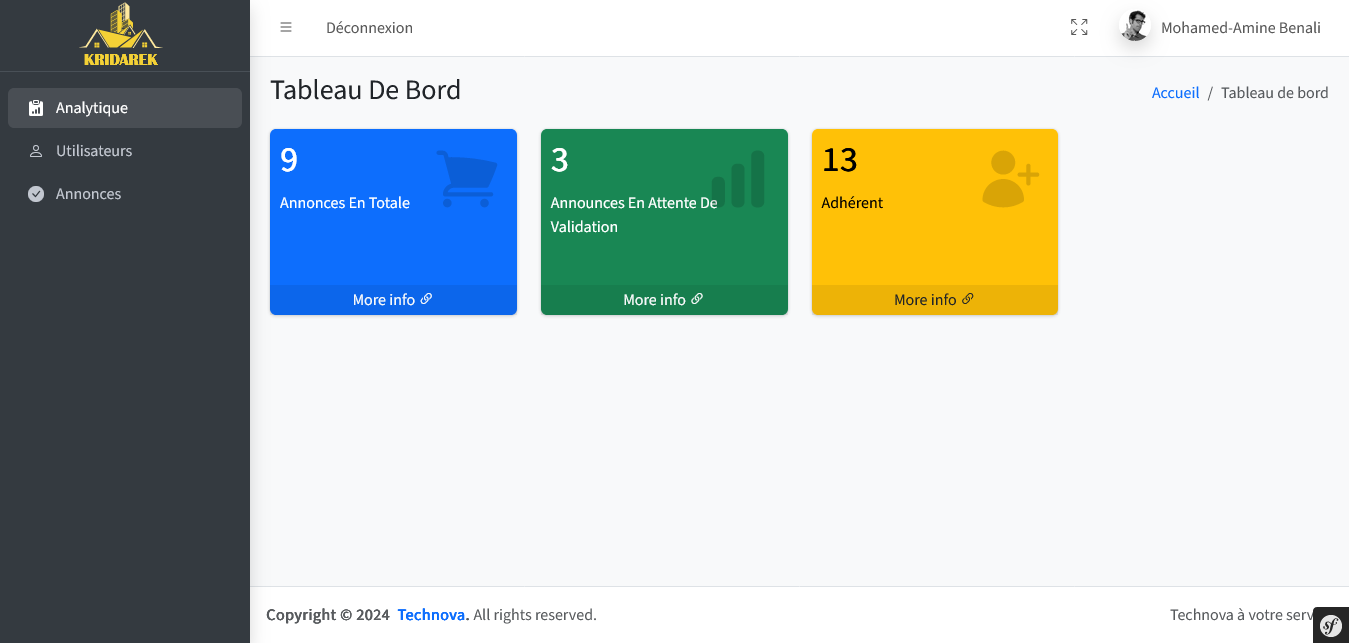 KRIDAREK
Déconnexion
Mohamed-Amine Benali
Analytique
Utilisateurs
Annonces
Tableau De Bord
Accueil / Tableau de bord
9
Annonces En Totale
More info
3
Announces En Attente De
Validation
More info
13
Adhérent
More info
Copyright © 2024 Technova. All rights reserved.
Technova à votre serv
sf